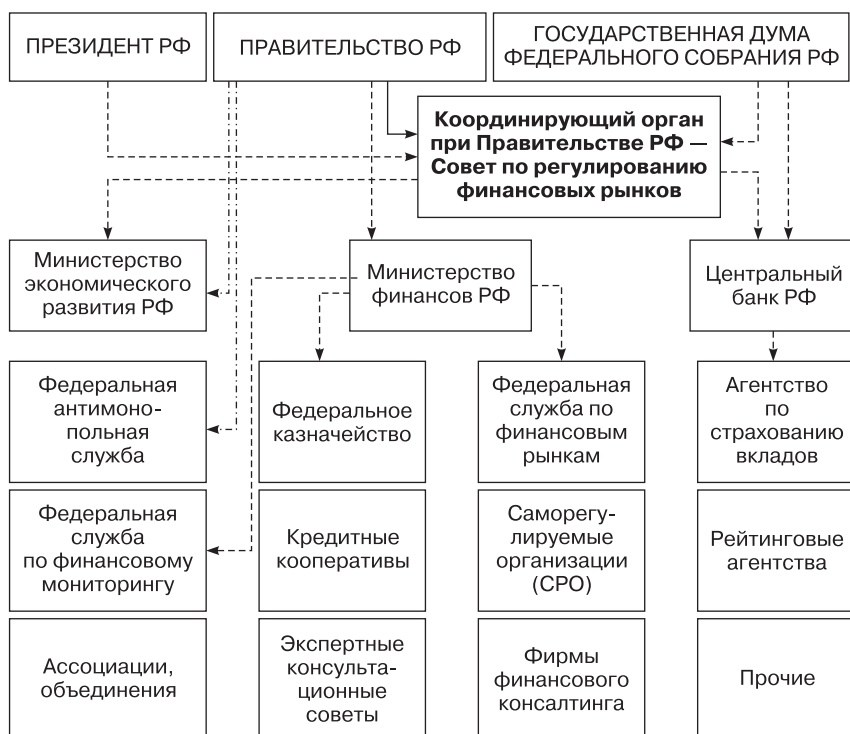 ПРЕЗИДЕНТ РФ
ПРАВИТЕЛЬСТВО РФ
ГОСУДАРСТВЕННАЯ ДУМА
ФЕДЕРАЛЬНОГО СОБРАНИЯ РФ
Координирующий орган
при Правительстве РФ —
Совет по регулированию
финансовых рынков
Министерство
экономического
развития РФ
Министерство
финансов РФ
Центральный
банк РФ
Федеральная
антимоно-
польная
служба
Федеральное
казначейство
Федеральная
служба по
финансовым
рынкам
Агентство
по
страхованию
вкладов
Федеральная
служба
по финансовому
мониторингу
Кредитные
кооперативы
Саморегу-
лируемые
организации
(СРО)
Рейтинговые
агентства
Ассоциации,
объединения
Экспертные
консульта-
ционные
советы
Фирмы
финансового
консалтинга
Прочие